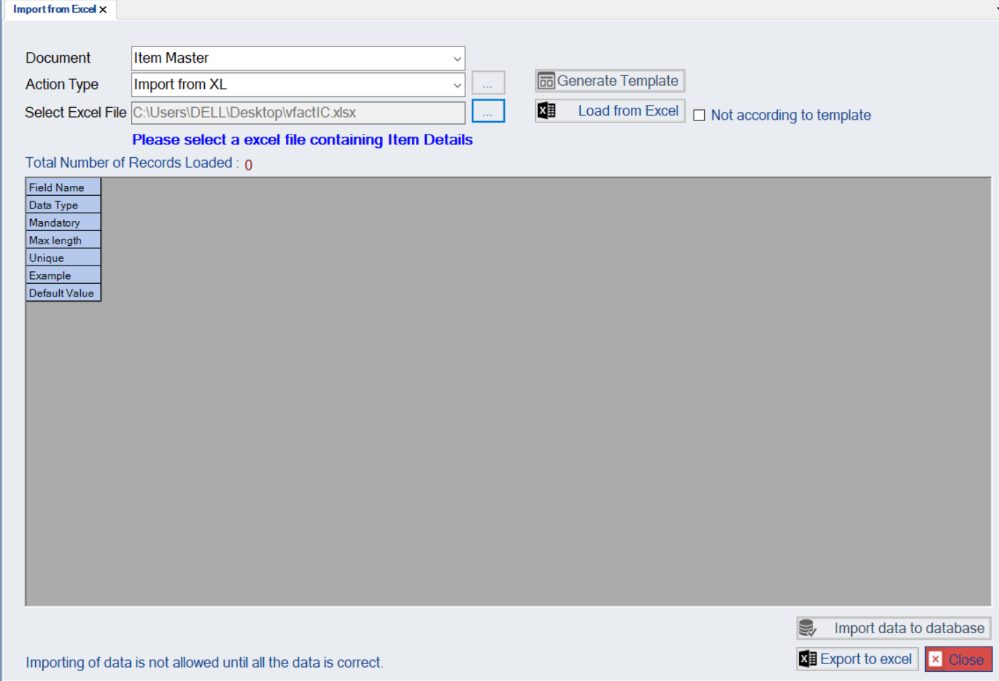 Import from Excel
Document Item Master
Action Type Import from XL ... Generate Template
Select Excel File C:\Users\DELL\Desktop\vfactIC.xlsx ... Load from Excel Not according to template
Please select a excel file containing Item Details
Total Number of Records Loaded : 0
Field Name
Data Type
Mandatory
Max length
Unique
Example
Default Value
Import data to database
Importing of data is not allowed until all the data is correct. Export to excel Close